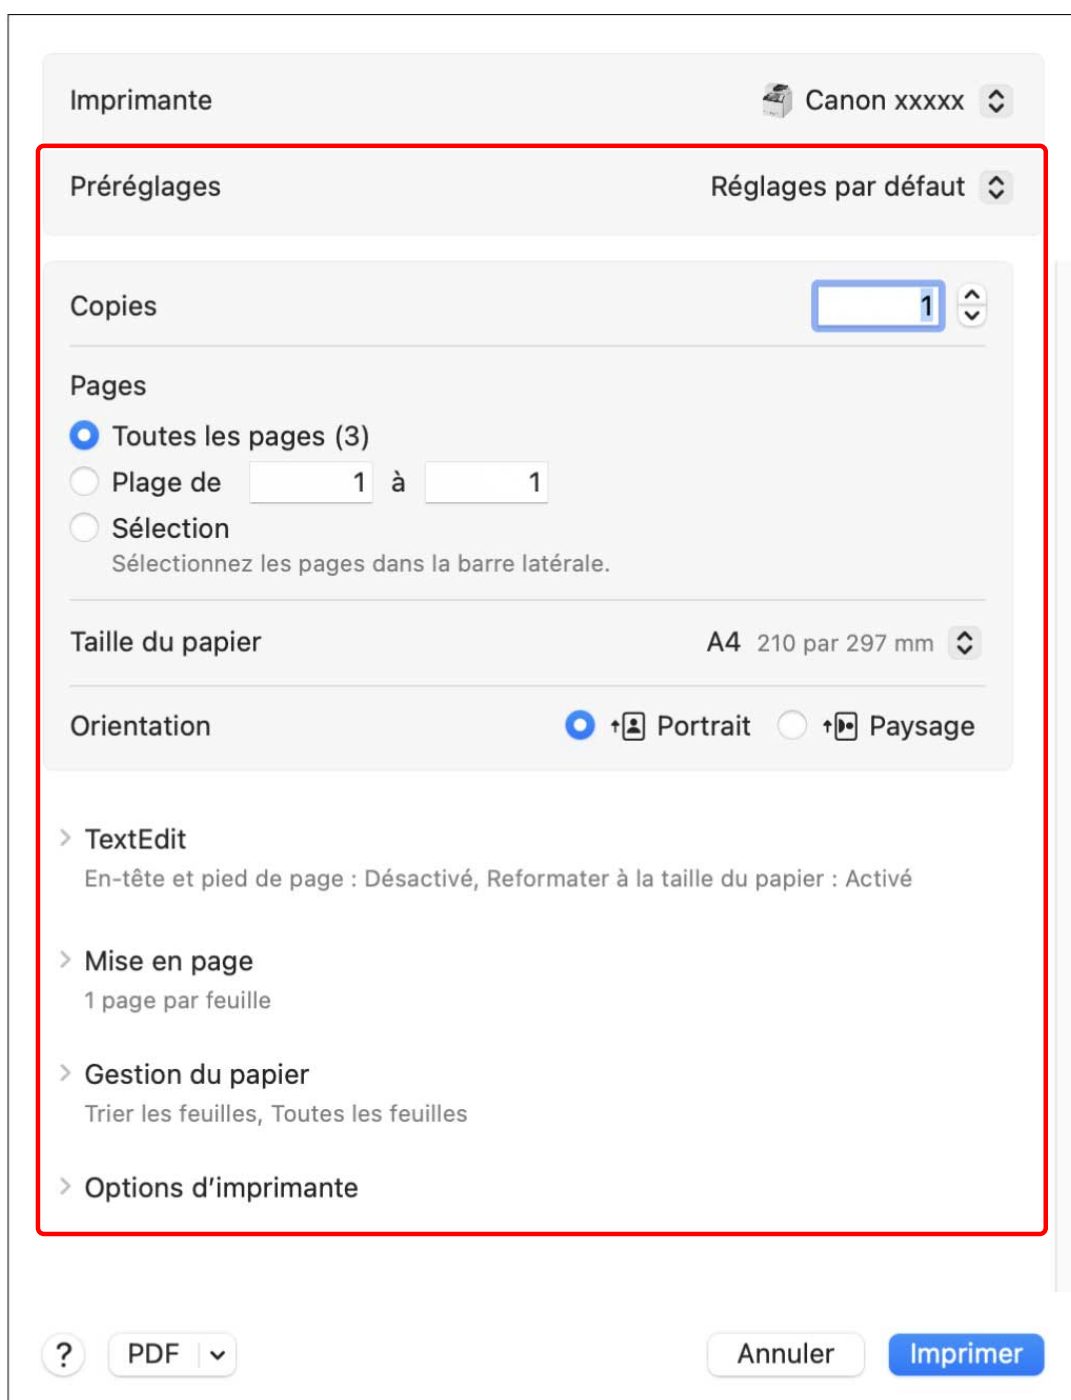 Imprimante Canon xxxxx
Préréglages Réglages par défaut
Copies 1
Pages
Toutes les pages (3)
Plage de 1 à 1
Sélection
Sélectionnez les pages dans la barre latérale.
Taille du papier A4 210 par 297 mm
Orientation Portrait Paysage
TextEdit
En-tête et pied de page : Désactivé, Reformater à la taille du papier : Activé
Mise en page
1 page par feuille
Gestion du papier
Trier les feuilles, Toutes les feuilles
Options d’imprimante
? PDF Annuler Imprimer